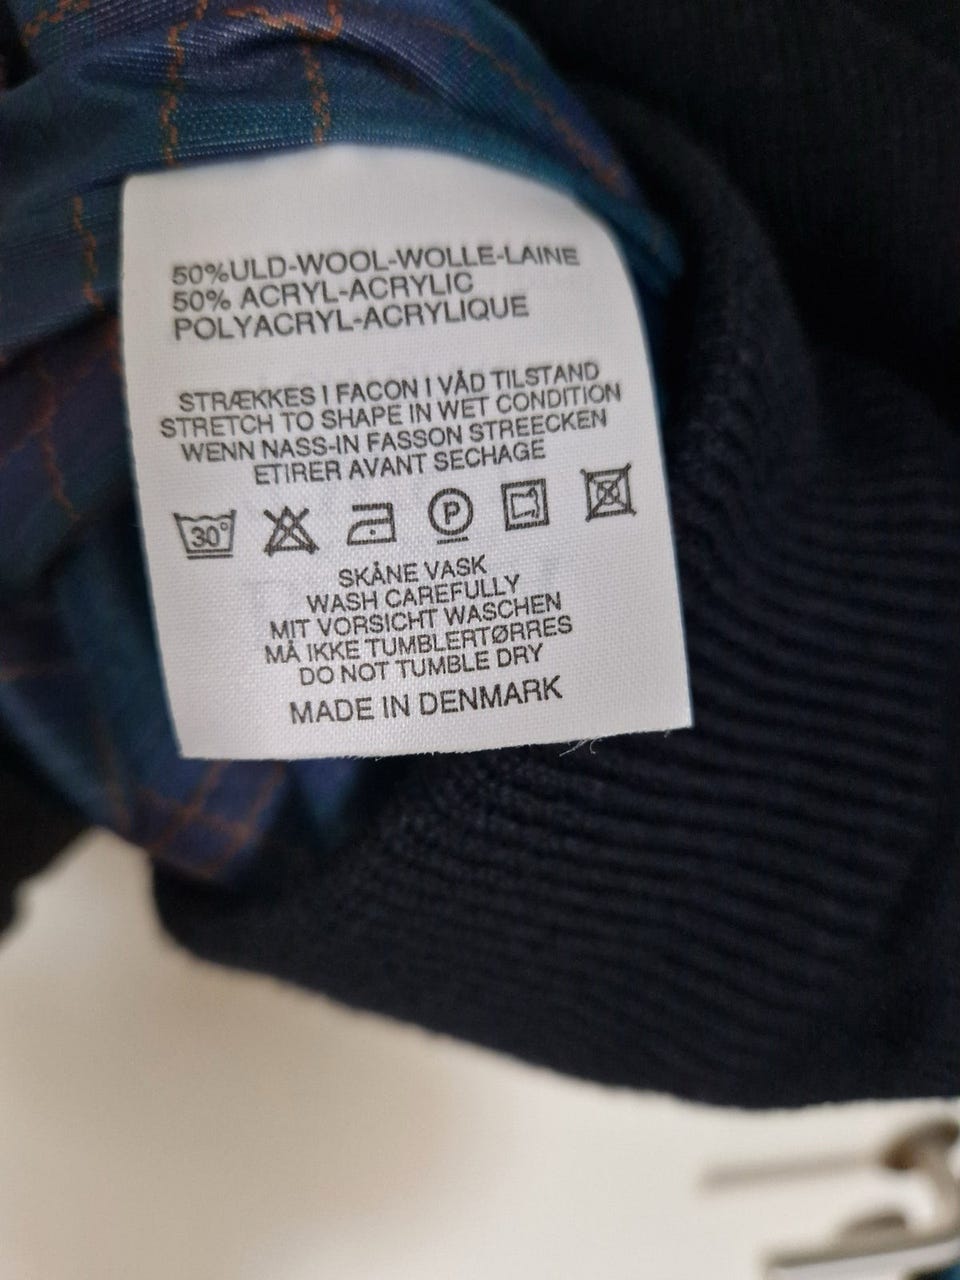 50%ULD-WOOL-WOLLE-LAINE
50% ACRYL-ACRYLIC
POLYACRYL-ACRYLIQUE
STRÆKKES I FACON I VÅD TILSTAND
STRETCH TO SHAPE IN WET CONDITION
WENN NASS-IN FASSON STREECKEN
ETIRER AVANT SECHAGE
30° P
SKÅNE VASK
WASH CAREFULLY
MIT VORSICHT WASCHEN
MÅ IKKE TUMBLERTØRRES
DO NOT TUMBLE DRY
MADE IN DENMARK